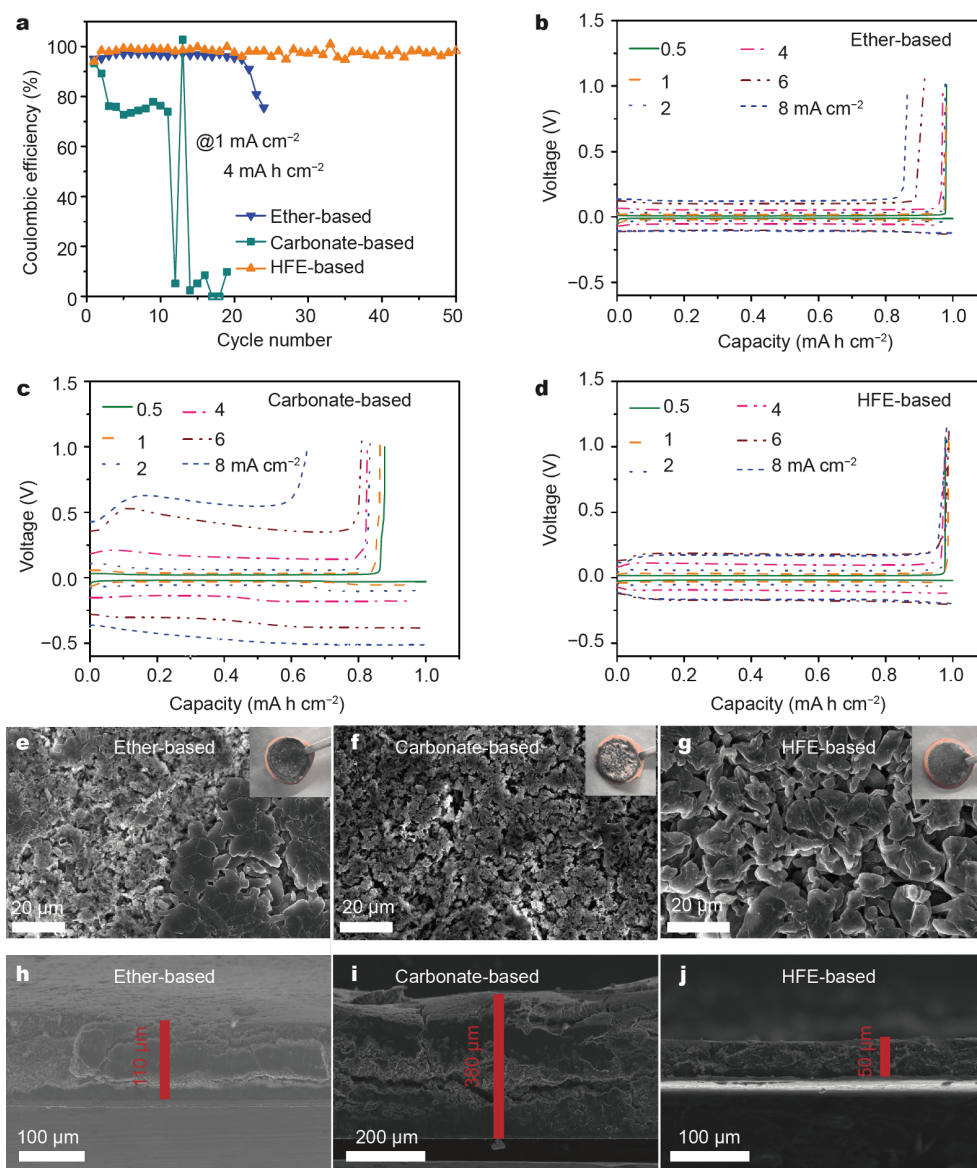 a
100
80
60
40
20
0
Coulombic efficiency (%)
@1 mA cm⁻²
4 mA h cm⁻²
Ether-based
Carbonate-based
HFE-based
0 10 20 30 40 50
Cycle number
b
1.5
1.0
0.5
0.0
−0.5
Voltage (V)
0.5 4 Ether-based
1 6
2 8 mA cm⁻²
0.0 0.2 0.4 0.6 0.8 1.0
Capacity (mA h cm⁻²)
c
1.5
1.0
0.5
0.0
−0.5
Voltage (V)
0.5 4 Carbonate-based
1 6
2 8 mA cm⁻²
0.0 0.2 0.4 0.6 0.8 1.0
Capacity (mA h cm⁻²)
d
1.5
1.0
0.5
0.0
−0.5
Voltage (V)
0.5 4 HFE-based
1 6
2 8 mA cm⁻²
0.0 0.2 0.4 0.6 0.8 1.0
Capacity (mA h cm⁻²)
e Ether-based
20 µm
f Carbonate-based
20 µm
g HFE-based
20 µm
h Ether-based
110 µm
100 µm
i Carbonate-based
380 µm
200 µm
j HFE-based
50 µm
100 µm